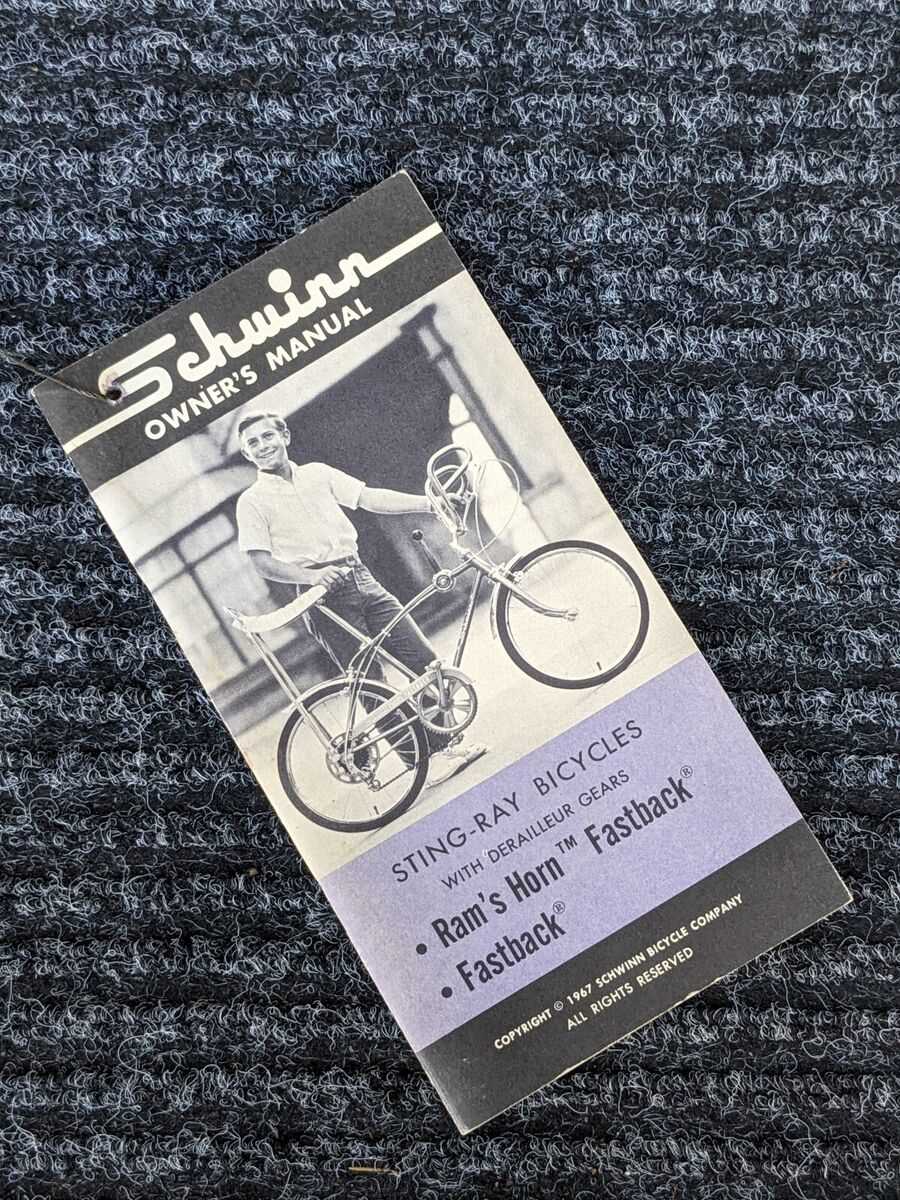 Schwinn
OWNER'S MANUAL
STING-RAY BICYCLES
WITH DERAILLEUR GEARS
• Ram's Horn™ Fastback®
• Fastback®
COPYRIGHT © 1967 SCHWINN BICYCLE COMPANY
ALL RIGHTS RESERVED